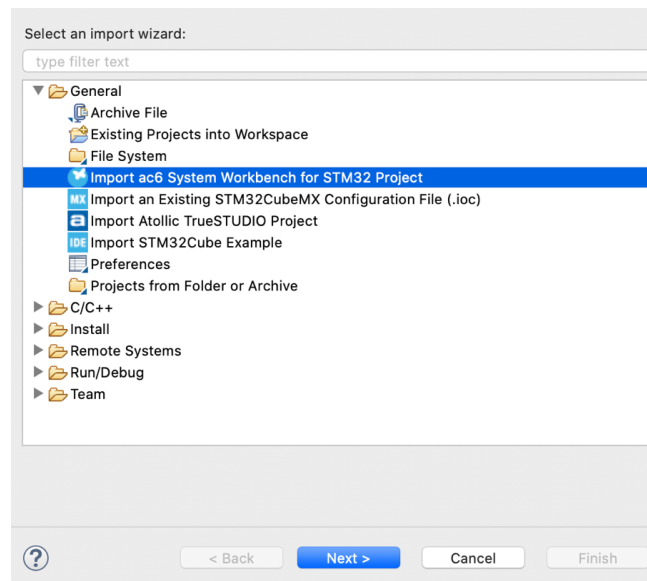 Select an import wizard:
type filter text
General
Archive File
Existing Projects into Workspace
File System
Import ac6 System Workbench for STM32 Project
MX Import an Existing STM32CubeMX Configuration File (.ioc)
a Import Atollic TrueSTUDIO Project
IDE Import STM32Cube Example
Preferences
Projects from Folder or Archive
C/C++
Install
Remote Systems
Run/Debug
Team
? < Back Next > Cancel Finish